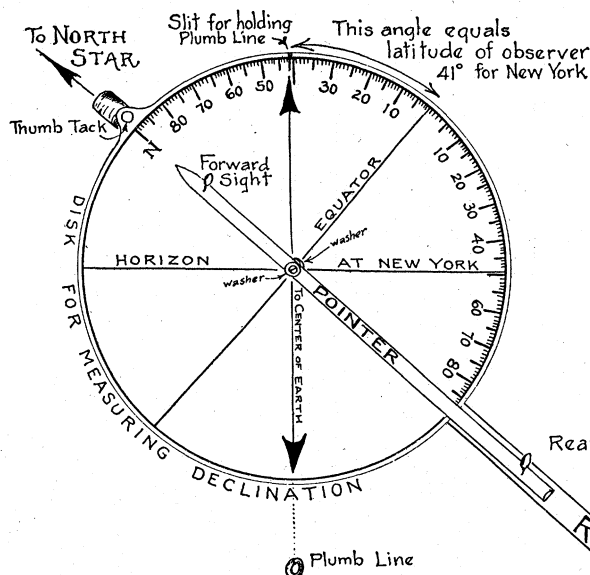 To NORTH
STAR
Slit for holding
Plumb Line
This angle equals
latitude of observer
41° for New York
Thumb Tack
N 80 70 60 50 30 20 10
10 20 30 40 60 70 80
Forward
Sight
EQUATOR
washer
HORIZON
AT NEW YORK
washer
POINTER
TO CENTER OF EARTH
DISK FOR MEASURING DECLINATION
Rea
R
Plumb Line